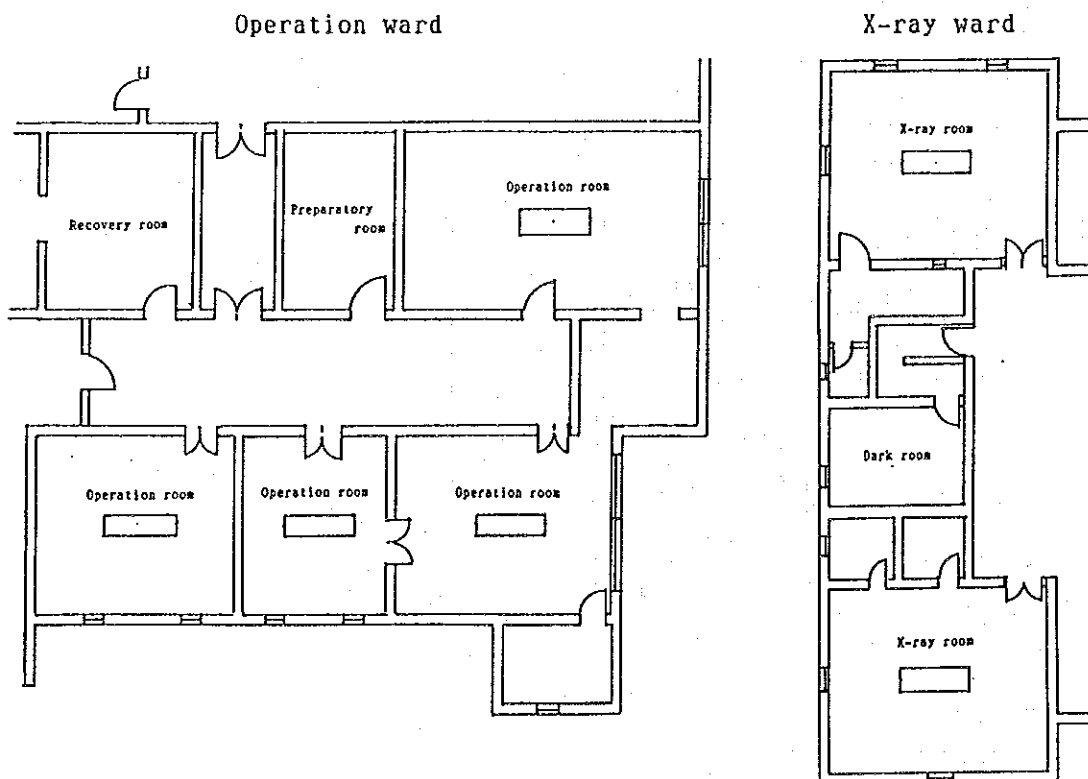 Operation ward
Recovery room
Preparatory
room
Operation room
Operation room
Operation room
Operation room
X-ray ward
X-ray room
Dark room
X-ray room